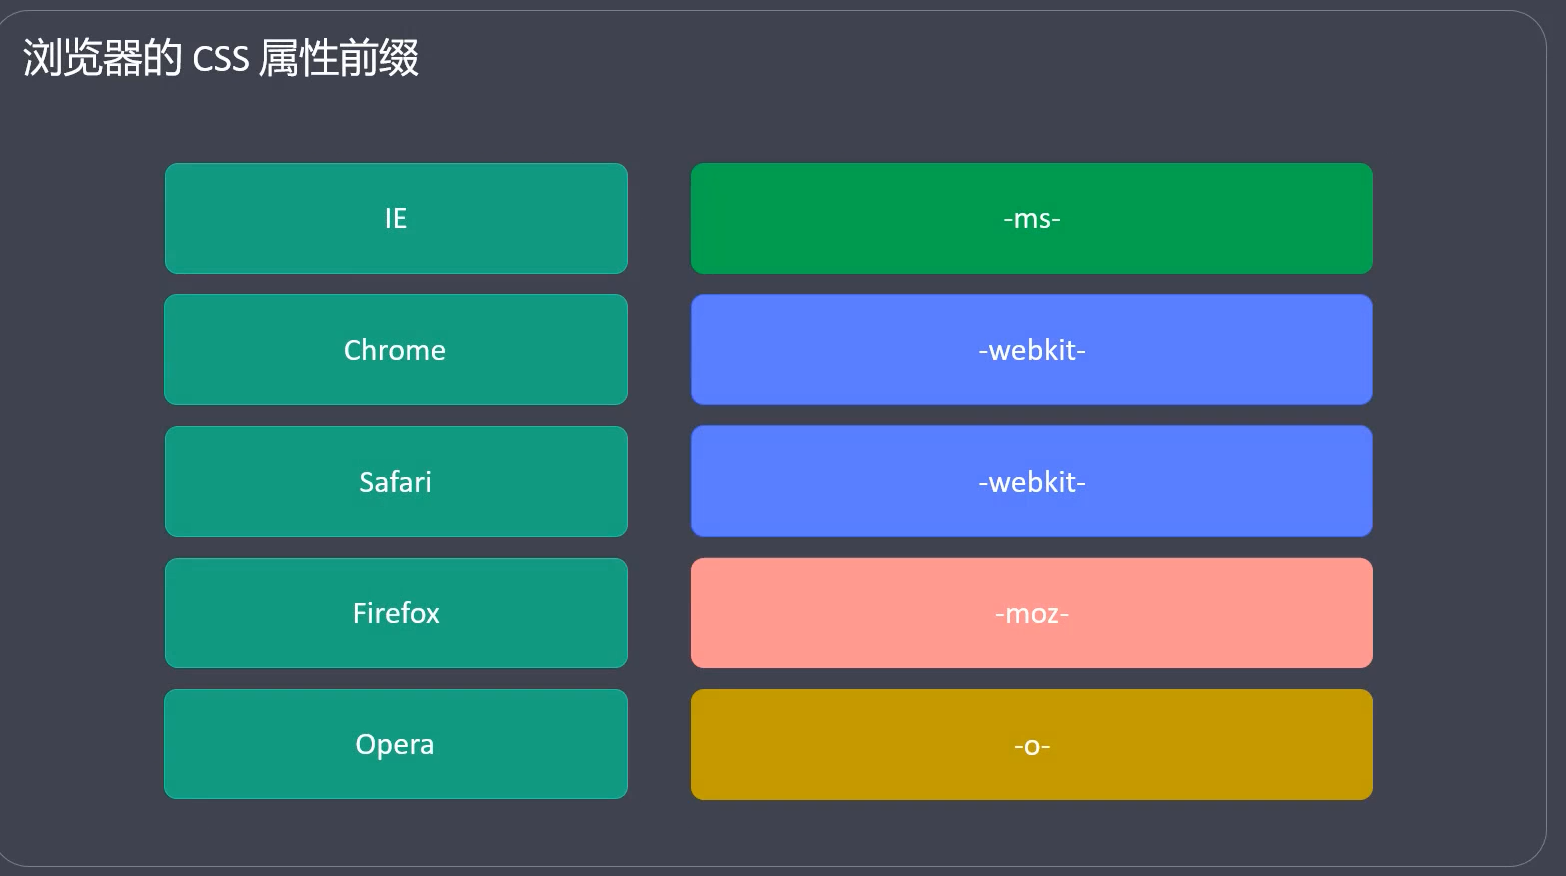 浏览器的 CSS 属性前缀
IE
-ms-
Chrome
-webkit-
Safari
-webkit-
Firefox
-moz-
Opera
-o-